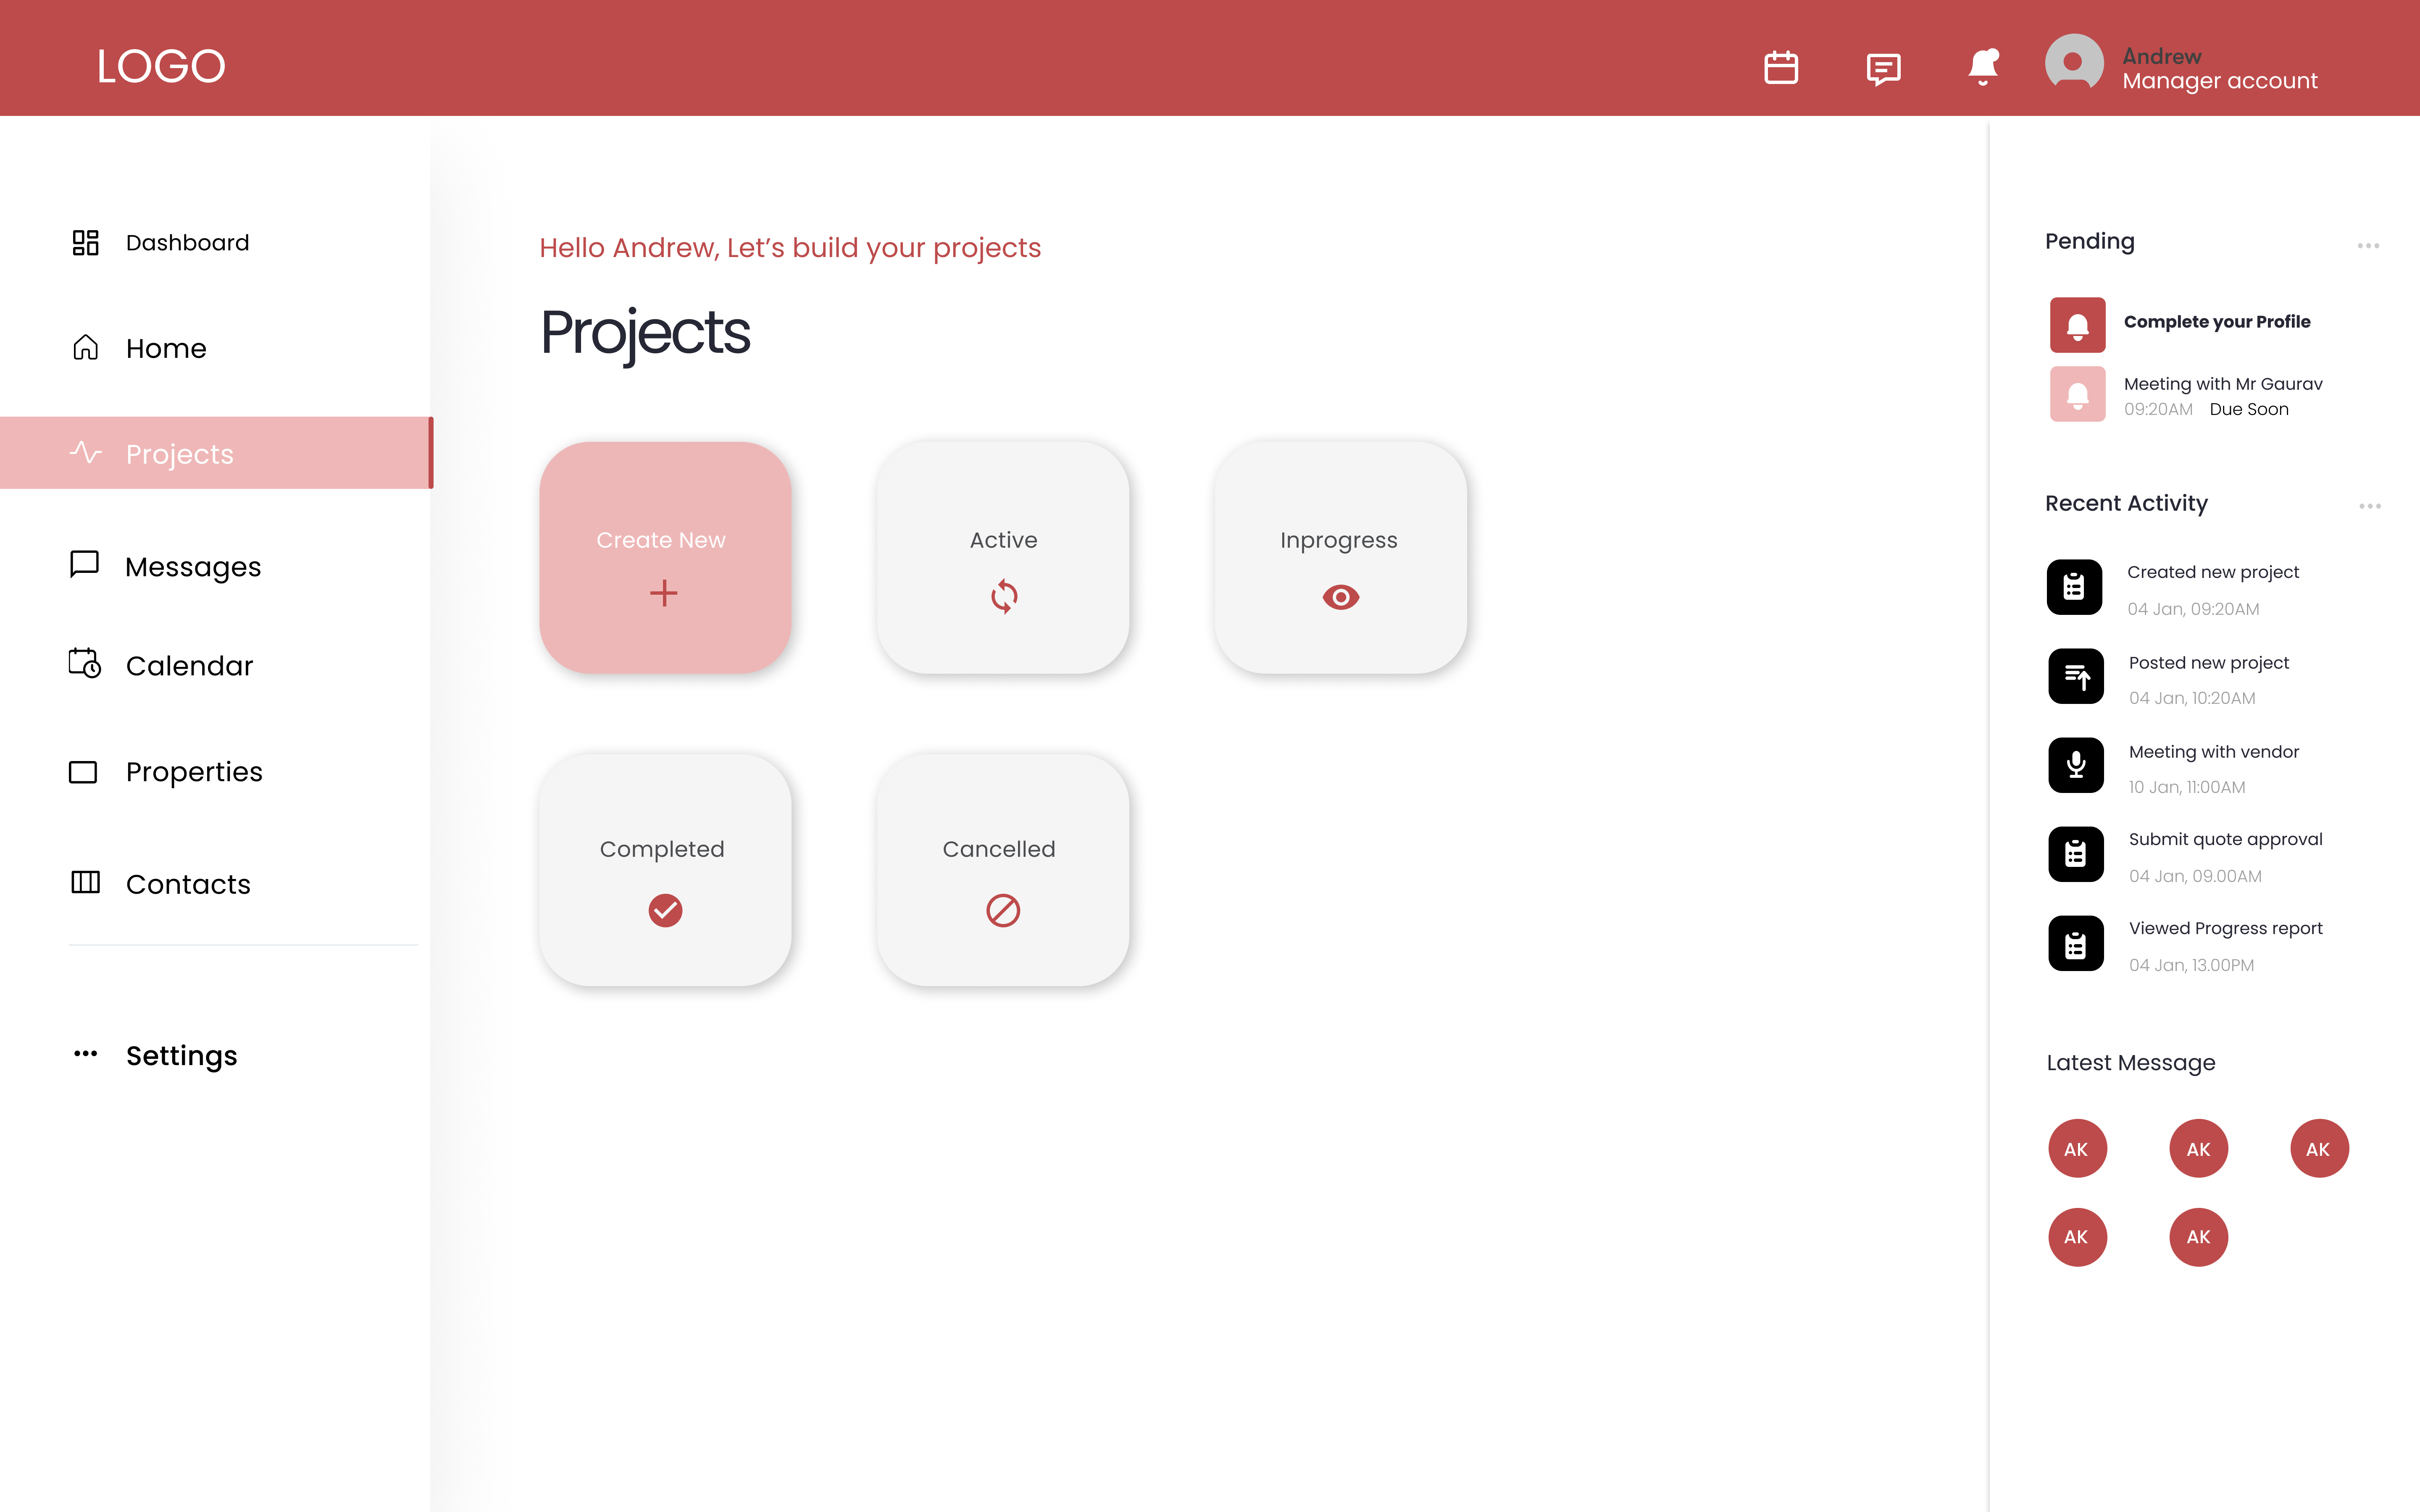 LOGO
Andrew
Manager account
Dashboard
Home
Projects
Messages
Calendar
Properties
Contacts
Settings
Hello Andrew, Let’s build your projects
Projects
Create New
Active
Inprogress
Completed
Cancelled
Pending
Complete your Profile
Meeting with Mr Gaurav
09:20AM Due Soon
Recent Activity
Created new project
04 Jan, 09:20AM
Posted new project
04 Jan, 10:20AM
Meeting with vendor
10 Jan, 11:00AM
Submit quote approval
04 Jan, 09.00AM
Viewed Progress report
04 Jan, 13.00PM
Latest Message
AK AK AK
AK AK